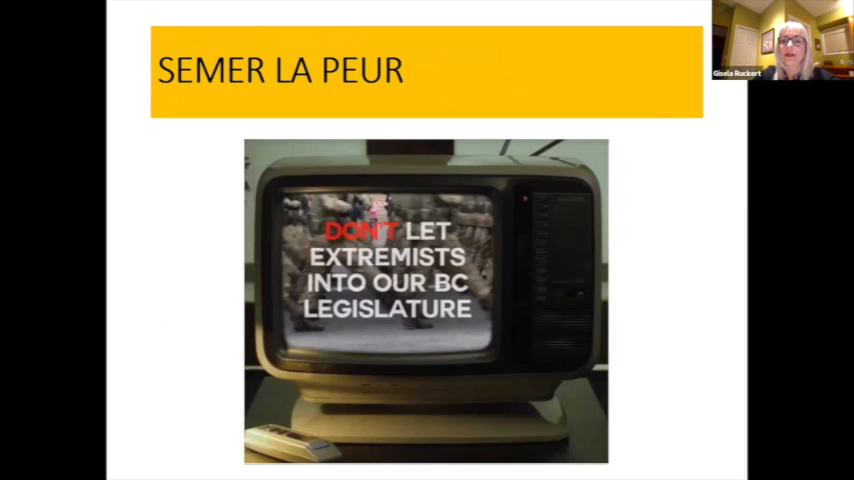 SEMER LA PEUR
Gisela Ruckert
DON'T LET
EXTREMISTS
INTO OUR BC
LEGISLATURE